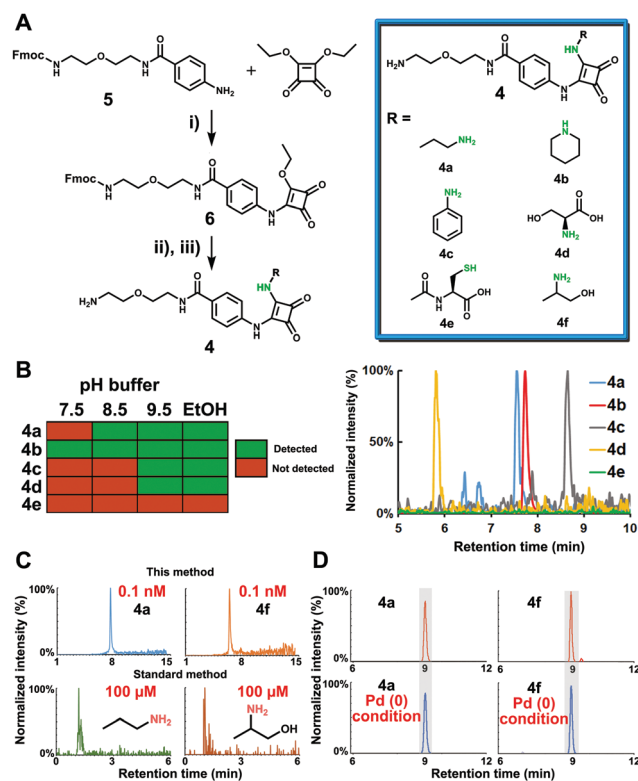 A
Fmoc N H O N H O NH2
5
+
O O O O
i)
Fmoc N H O N H O N H O O O
6
ii), iii)
H2N O N H O N H HN R O O
4
H2N O N H O N H HN R O O
4
R =
NH2
4a
H N
4b
NH2
4c
HO O OH NH2
4d
O N H SH OH O
4e
NH2 OH
4f
B
pH buffer
7.5 8.5 9.5 EtOH
4a
4b
4c
4d
4e
Detected
Not detected
Normalized intensity (%)
100%
50%
0%
5 6 7 8 9 10
Retention time (min)
4a
4b
4c
4d
4e
C
This method
Normalized intensity (%)
100%
0%
0.1 nM
4a
1 8 15
0.1 nM
4f
1 8 15
Standard method
100%
0%
100 µM
NH2
0 3 6
100 µM
NH2
OH
0 3 6
Retention time (min)
D
Normalized intensity (%)
100%
0%
4a
6 9 12
4f
6 9 12
100%
0%
4a
Pd (0)
condition
6 9 12
4f
Pd (0)
condition
6 9 12
Retention time (min)